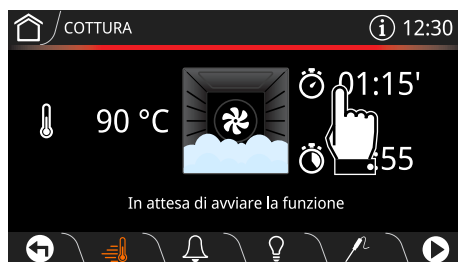 COTTURA
i 12:30
01:15'
90 °C
:55
In attesa di avviare la funzione